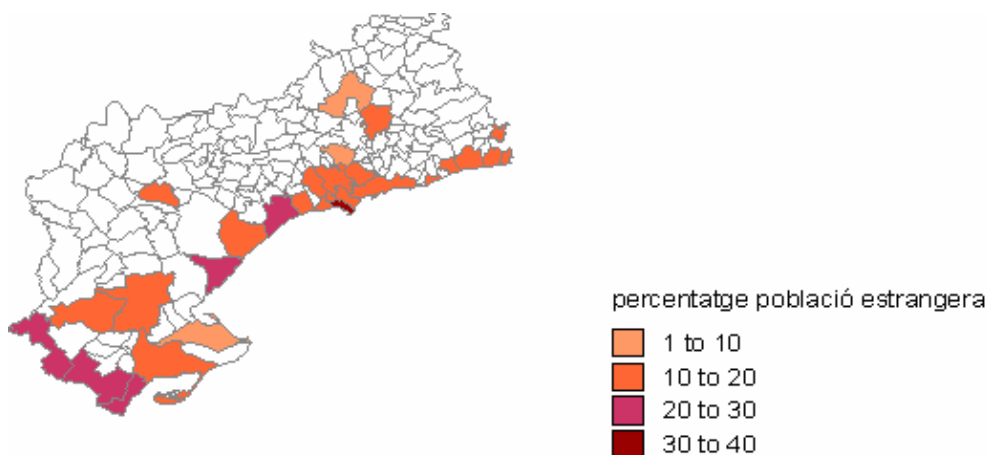 percentatge població estrangera
1 to 10
10 to 20
20 to 30
30 to 40